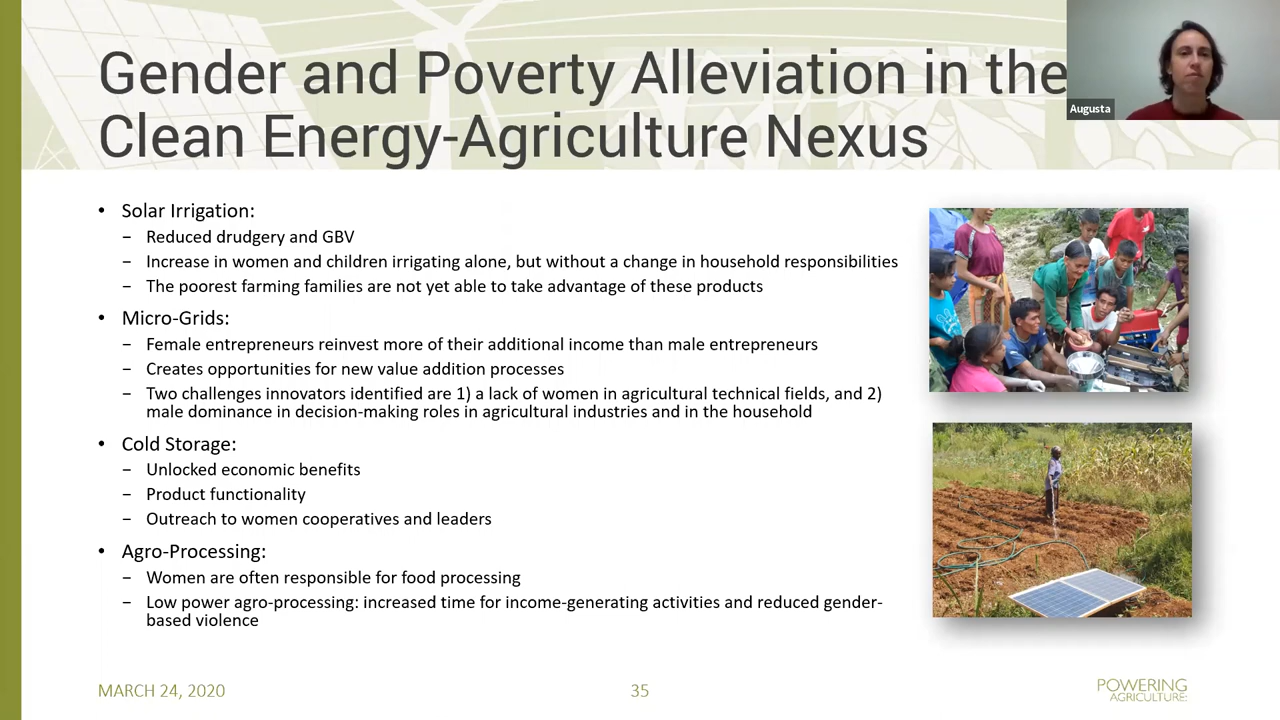 Gender and Poverty Alleviation in the
Clean Energy-Agriculture Nexus
Augusta
• Solar Irrigation:
– Reduced drudgery and GBV
– Increase in women and children irrigating alone, but without a change in household responsibilities
– The poorest farming families are not yet able to take advantage of these products
• Micro-Grids:
– Female entrepreneurs reinvest more of their additional income than male entrepreneurs
– Creates opportunities for new value addition processes
– Two challenges innovators identified are 1) a lack of women in agricultural technical fields, and 2)
male dominance in decision-making roles in agricultural industries and in the household
• Cold Storage:
– Unlocked economic benefits
– Product functionality
– Outreach to women cooperatives and leaders
• Agro-Processing:
– Women are often responsible for food processing
– Low power agro-processing: increased time for income-generating activities and reduced gender-
based violence
MARCH 24, 2020
35
POWERING
AGRICULTURE: